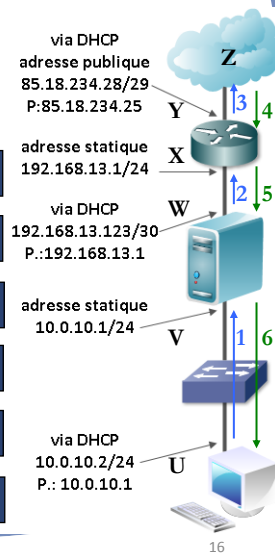 via DHCP
adresse publique
85.18.234.28/29
P:85.18.234.25
Z
Y
3
4
adresse statique
192.168.13.1/24
X
via DHCP
192.168.13.123/30
P.:192.168.13.1
W
2
5
adresse statique
10.0.10.1/24
V
1
6
via DHCP
10.0.10.2/24
P.: 10.0.10.1
U
16